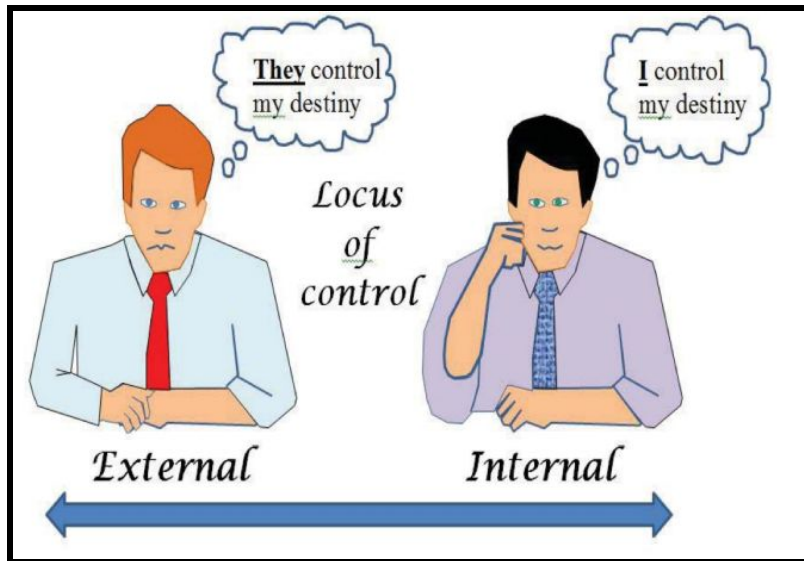 They control
my destiny
I control
my destiny
Locus
of
control
External
Internal